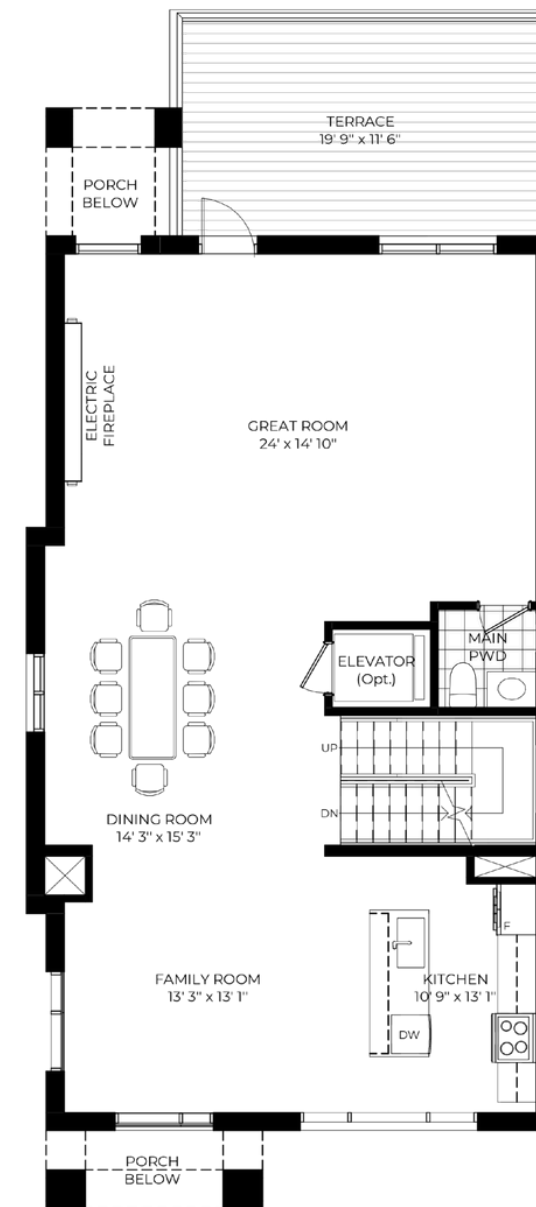 TERRACE
19' 9" x 11' 6"
PORCH
BELOW
ELECTRIC
FIREPLACE
GREAT ROOM
24' x 14' 10"
MAIN
PWD
ELEVATOR
(Opt.)
UP
DN
DINING ROOM
14' 3" x 15' 3"
F
FAMILY ROOM
13' 3" x 13' 1"
KITCHEN
10' 9" x 13' 1"
DW
PORCH
BELOW